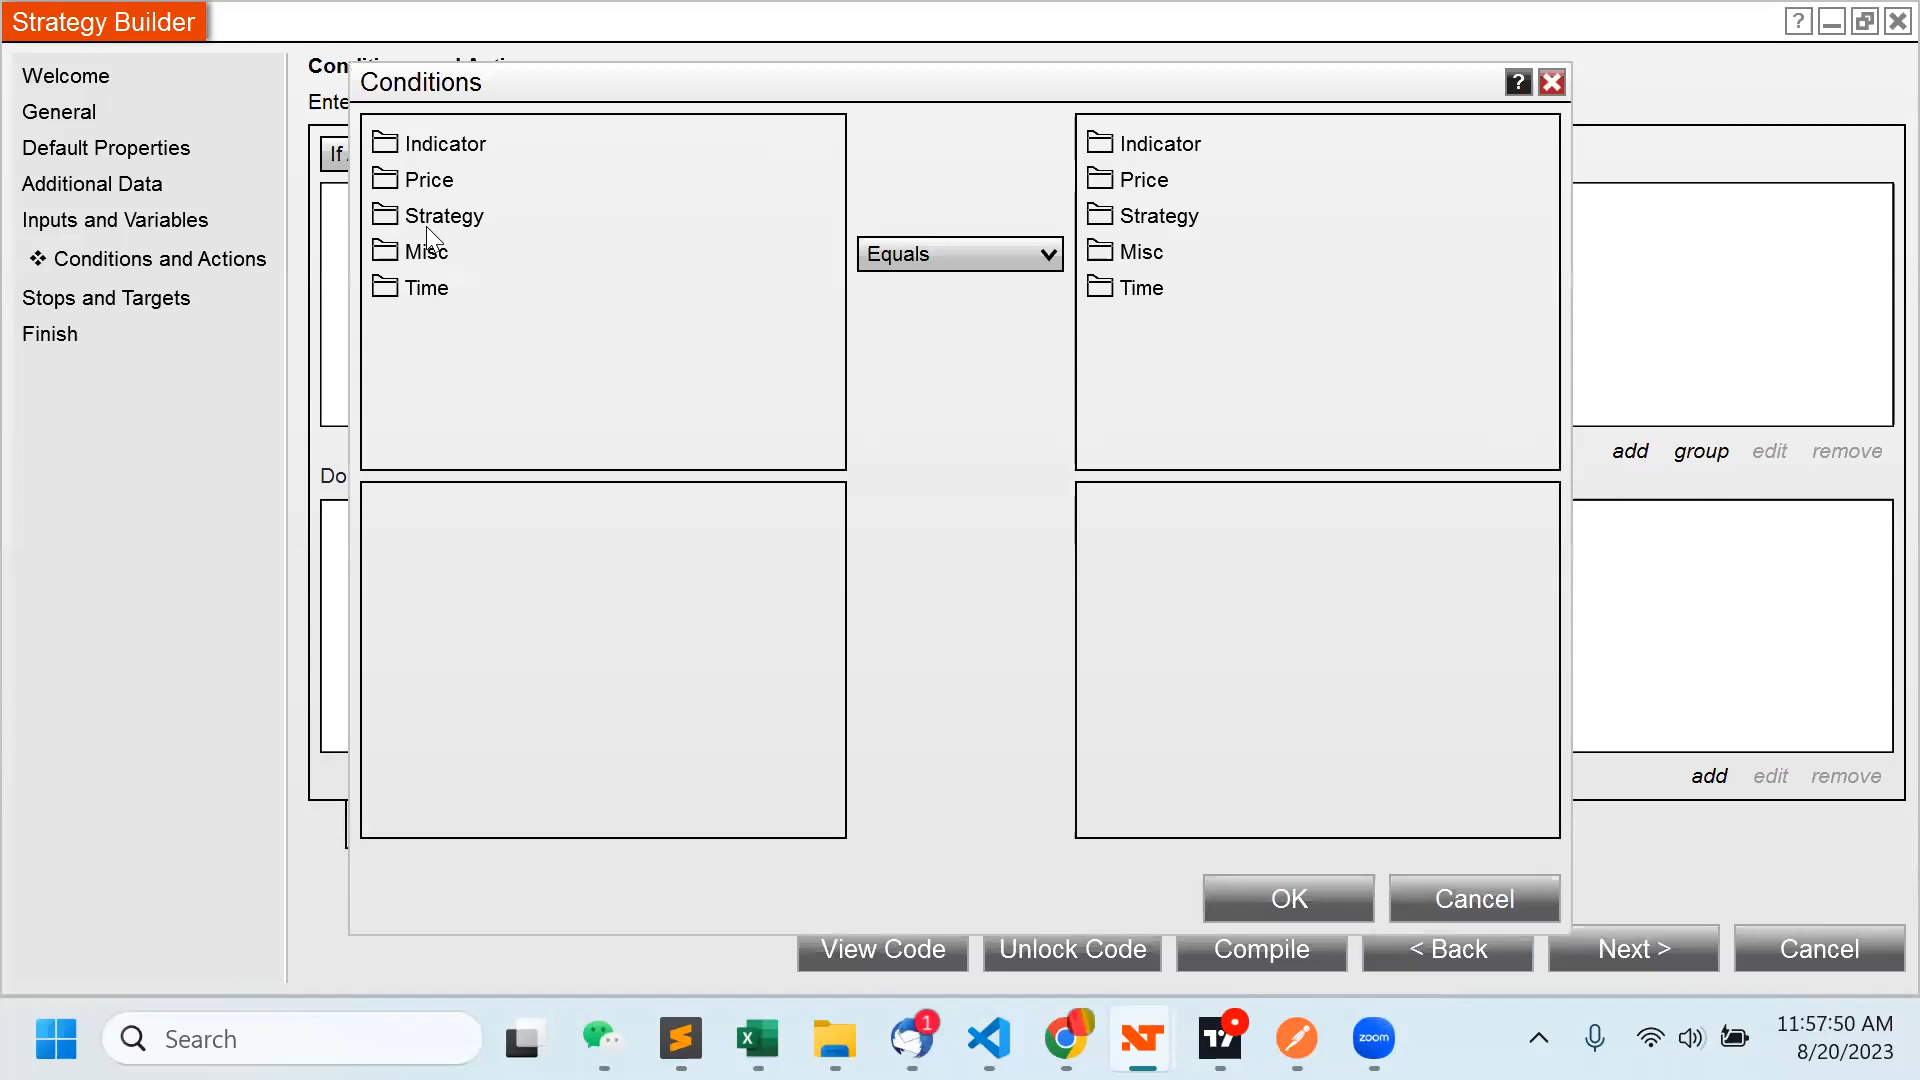 Strategy Builder
?
Welcome
General
Default Properties
Additional Data
Inputs and Variables
Conditions and Actions
Stops and Targets
Finish
Ente
If
Do
Conditions
?
Indicator
Price
Strategy
Misc
Time
Equals
Indicator
Price
Strategy
Misc
Time
OK
Cancel
add group edit remove
add edit remove
View Code
Unlock Code
Compile
< Back
Next >
Cancel
Search
1
zoom
11:57:50 AM
8/20/2023